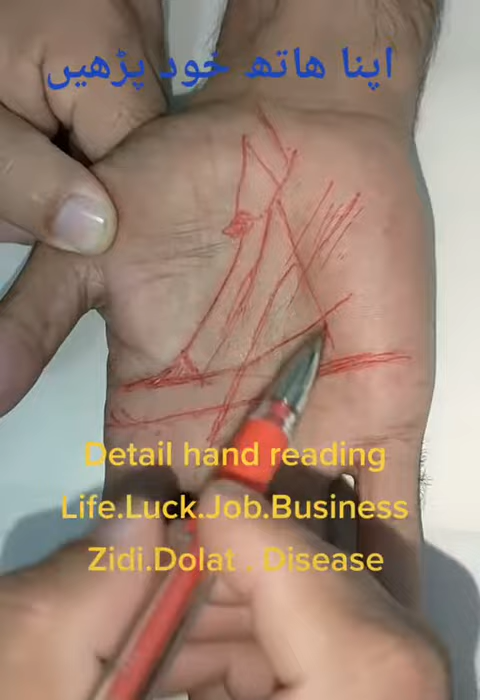 اپنا ھاتھ خود پڑھیں
Detail hand reading
Life.Luck.Job.Business
Zidi.Dolat . Disease